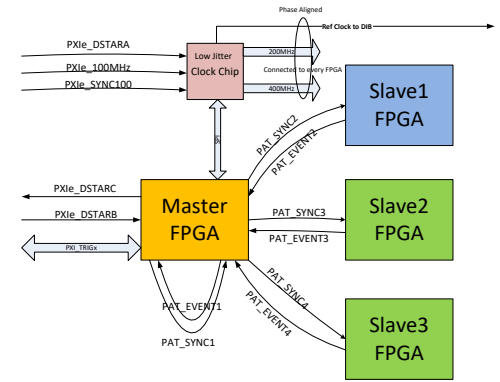 Phase Aligned
Ref Clock to DIB
PXIe_DSTARA
PXIe_100MHz
PXIe_SYNC100
Low Jitter
Clock Chip
200MHz
Connected to every FPGA
400MHz
SPI
Slave1
FPGA
PAT_SYNC2
PAT_EVENT2
PXIe_DSTARC
PXIe_DSTARB
PXI_TRIGx
Master
FPGA
PAT_SYNC3
PAT_EVENT3
Slave2
FPGA
PAT_SYNC4
PAT_EVENT4
PAT_EVENT1
PAT_SYNC1
Slave3
FPGA